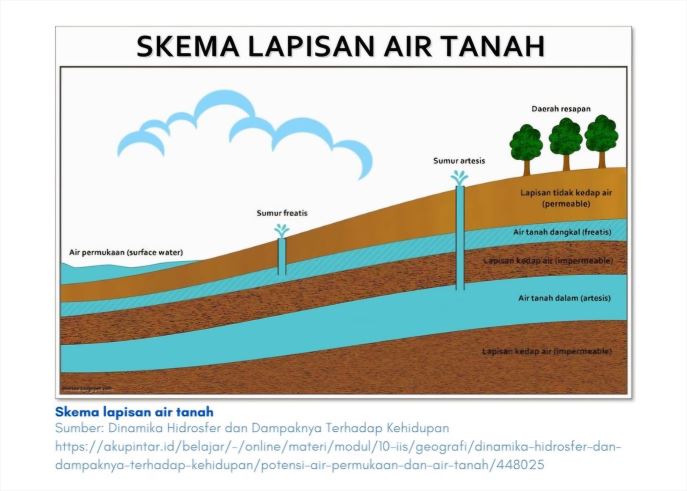 SKEMA LAPISAN AIR TANAH
Daerah resapan
Sumur artesis
Lapisan tidak kedap air
(permeable)
Sumur freatis
Air tanah dangkal (freatis)
Air permukaan (surface water)
Lapisan kedap air (impermeable)
Air tanah dalam (artesis)
Lapisan kedap air (impermeable)
Skema lapisan air tanah
Sumber: Dinamika Hidrosfer dan Dampaknya Terhadap Kehidupan
https://akupintar.id/belajar/-/online/materi/modul/10-iis/geografi/dinamika-hidrosfer-dan-
dampaknya-terhadap-kehidupan/potensi-air-permukaan-dan-air-tanah/448025